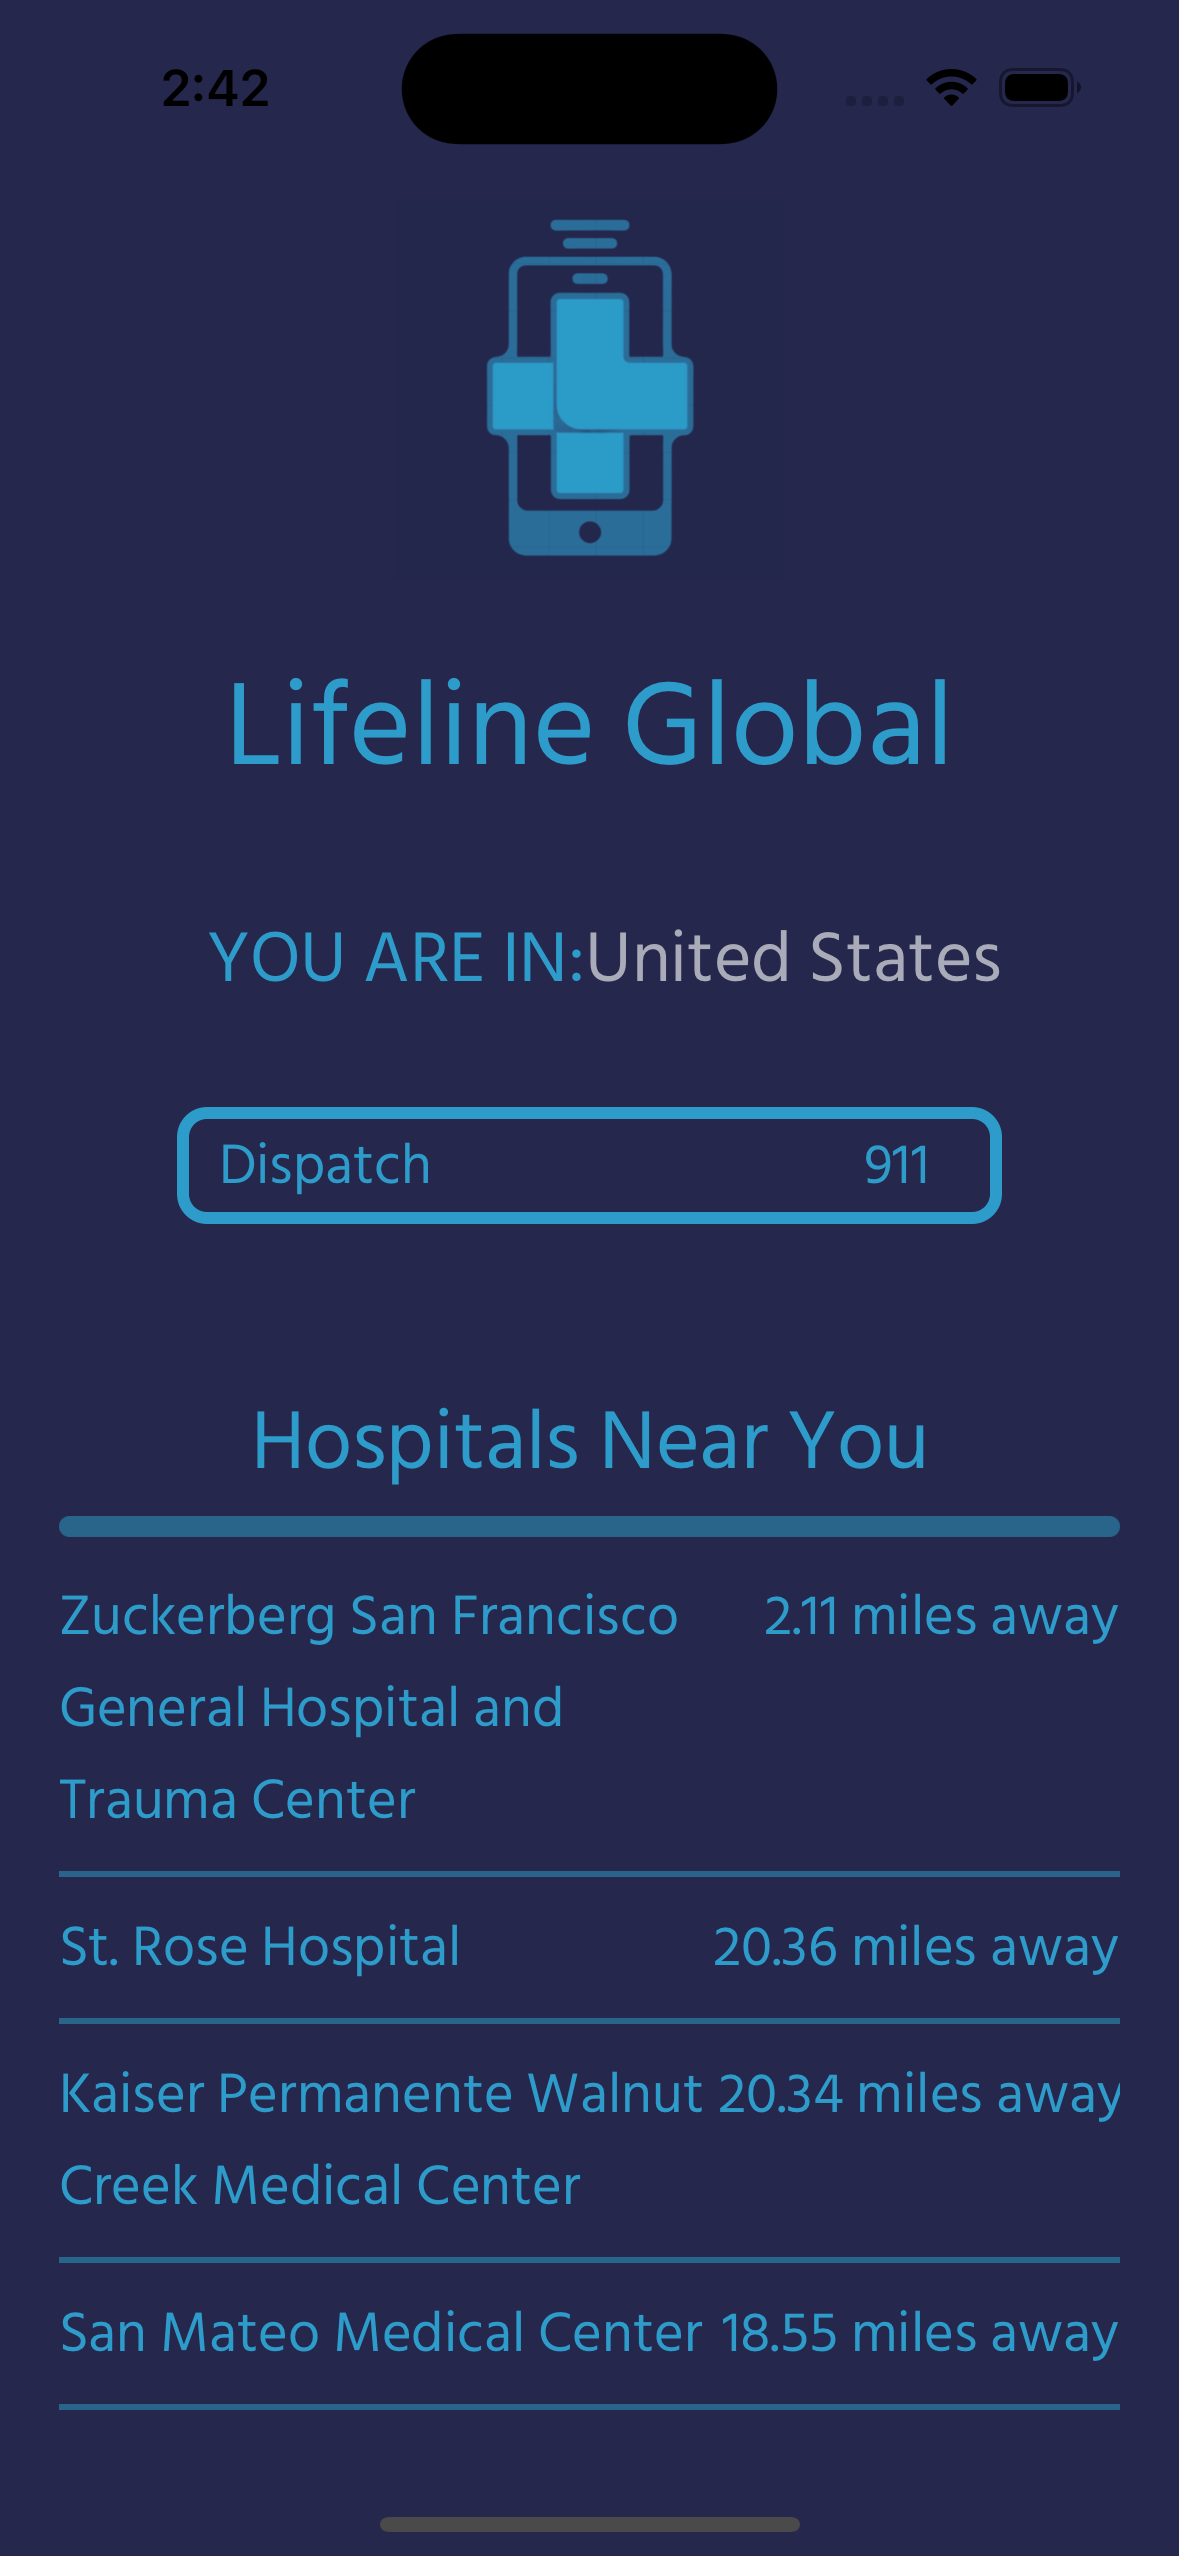 2:42
Lifeline Global
YOU ARE IN:United States
Dispatch 911
Hospitals Near You
Zuckerberg San Francisco 2.11 miles away
General Hospital and
Trauma Center
St. Rose Hospital 20.36 miles away
Kaiser Permanente Walnut 20.34 miles away
Creek Medical Center
San Mateo Medical Center 18.55 miles away